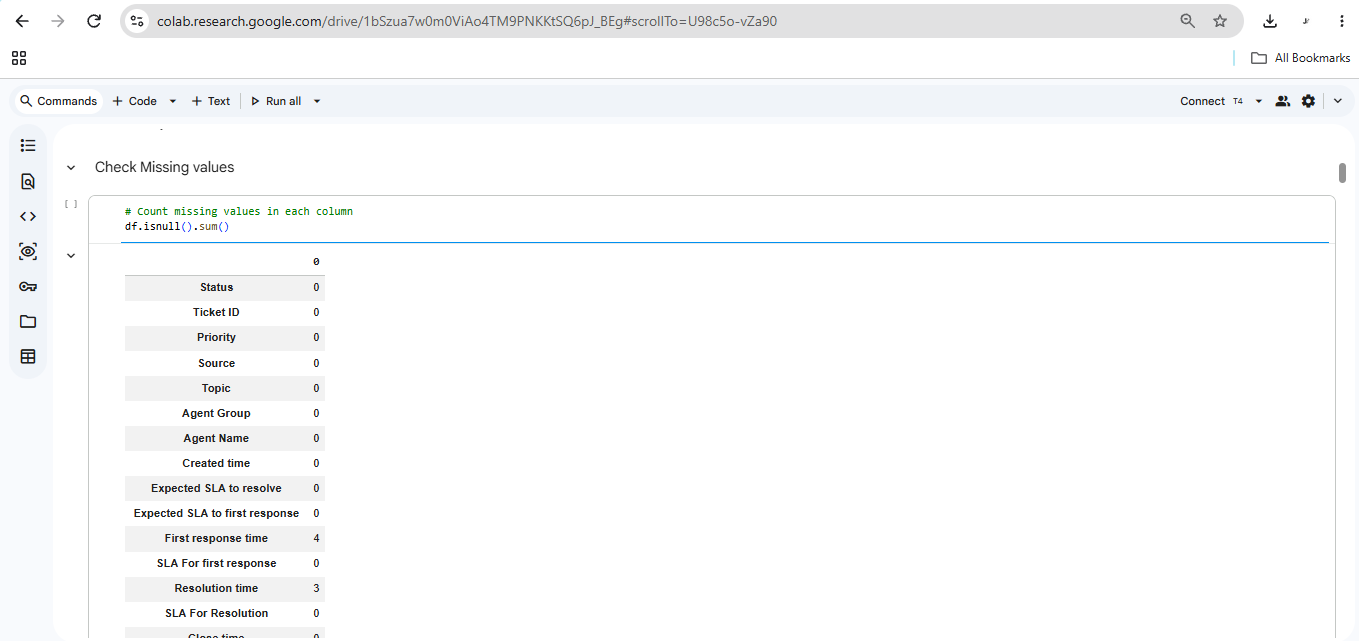 colab.research.google.com/drive/1bSzua7w0m0ViAo4TM9PNKKtSQ6pJ_BEg#scrollTo=U98c5o-vZa90
All Bookmarks
Commands + Code + Text Run all Connect T4
Check Missing values
[ ]
# Count missing values in each column
df.isnull().sum()
0
Status 0
Ticket ID 0
Priority 0
Source 0
Topic 0
Agent Group 0
Agent Name 0
Created time 0
Expected SLA to resolve 0
Expected SLA to first response 0
First response time 4
SLA For first response 0
Resolution time 3
SLA For Resolution 0
Close time 0